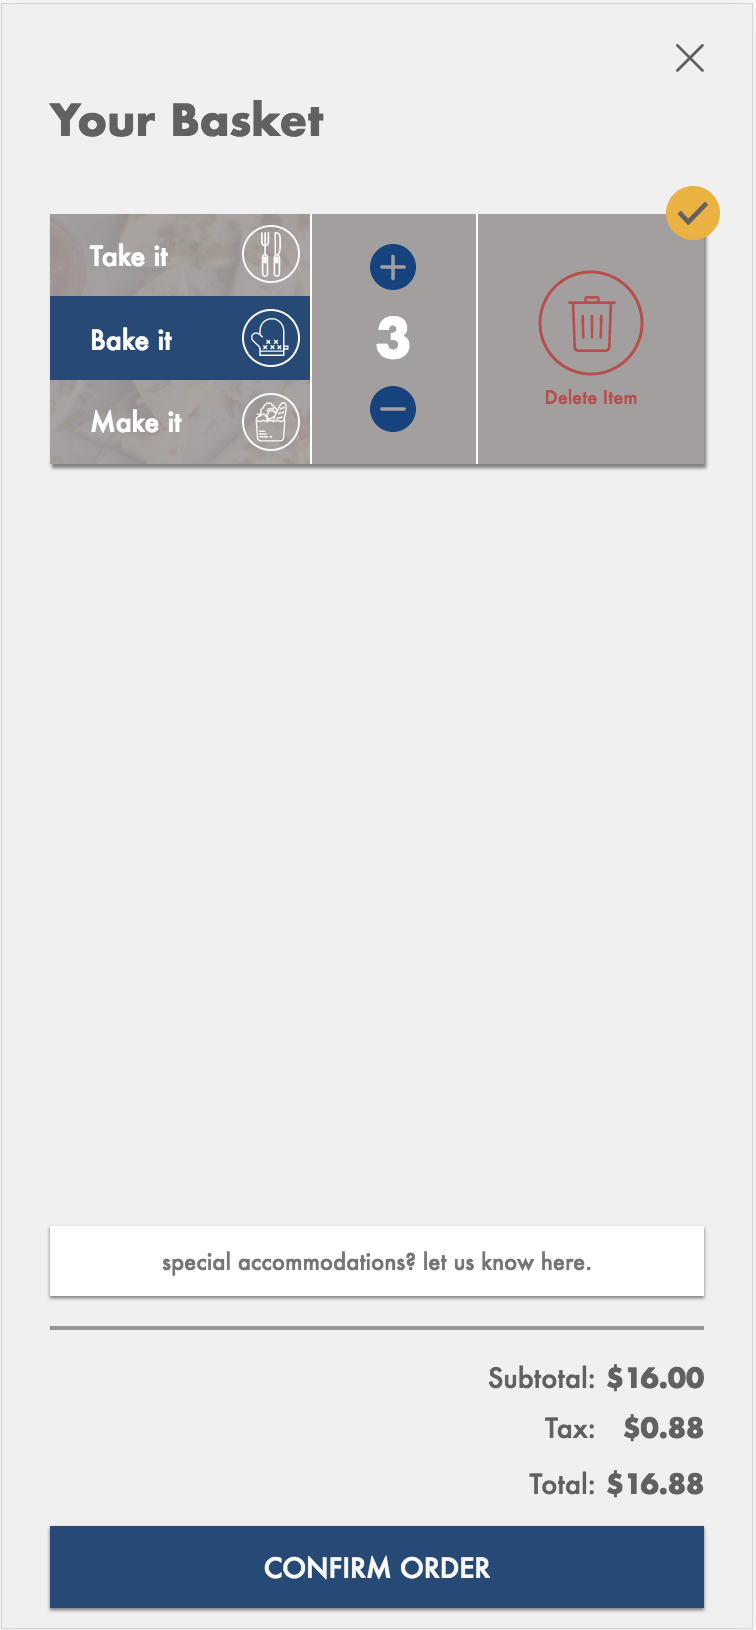 Your Basket
Take it
Bake it
Make it
3
Delete Item
special accommodations? let us know here.
Subtotal: $16.00
Tax: $0.88
Total: $16.88
CONFIRM ORDER